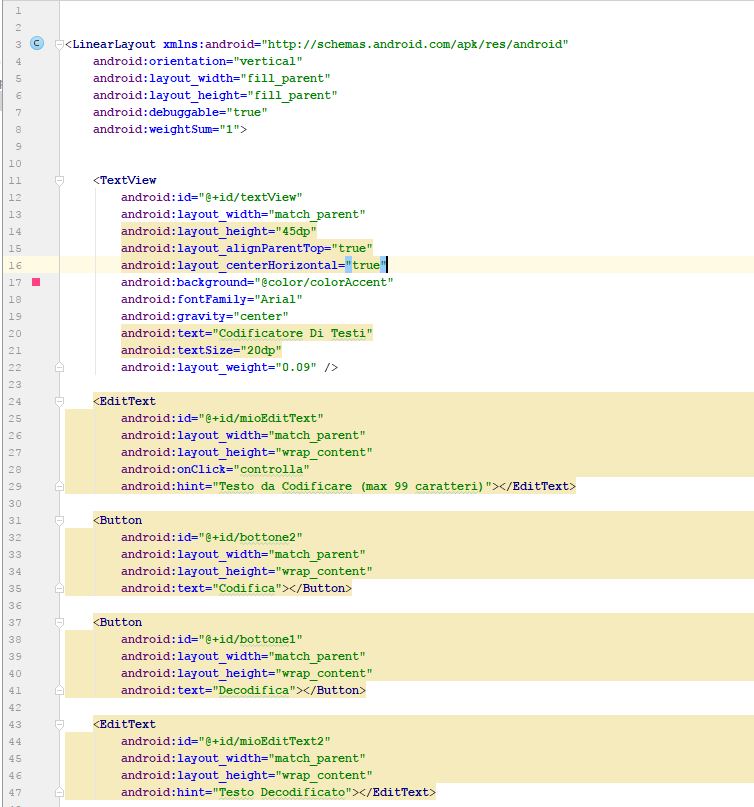 1
2
3 C <LinearLayout xmlns:android="http://schemas.android.com/apk/res/android"
4 android:orientation="vertical"
5 android:layout_width="fill_parent"
6 android:layout_height="fill_parent"
7 android:debuggable="true"
8 android:weightSum="1">
9
10
11 <TextView
12 android:id="@+id/textView"
13 android:layout_width="match_parent"
14 android:layout_height="45dp"
15 android:layout_alignParentTop="true"
16 android:layout_centerHorizontal="true"
17 android:background="@color/colorAccent"
18 android:fontFamily="Arial"
19 android:gravity="center"
20 android:text="Codificatore Di Testi"
21 android:textSize="20dp"
22 android:layout_weight="0.09" />
23
24 <EditText
25 android:id="@+id/mioEditText"
26 android:layout_width="match_parent"
27 android:layout_height="wrap_content"
28 android:onClick="controlla"
29 android:hint="Testo da Codificare (max 99 caratteri)"></EditText>
30
31 <Button
32 android:id="@+id/bottone2"
33 android:layout_width="match_parent"
34 android:layout_height="wrap_content"
35 android:text="Codifica"></Button>
36
37 <Button
38 android:id="@+id/bottone1"
39 android:layout_width="match_parent"
40 android:layout_height="wrap_content"
41 android:text="Decodifica"></Button>
42
43 <EditText
44 android:id="@+id/mioEditText2"
45 android:layout_width="match_parent"
46 android:layout_height="wrap_content"
47 android:hint="Testo Decodificato"></EditText>